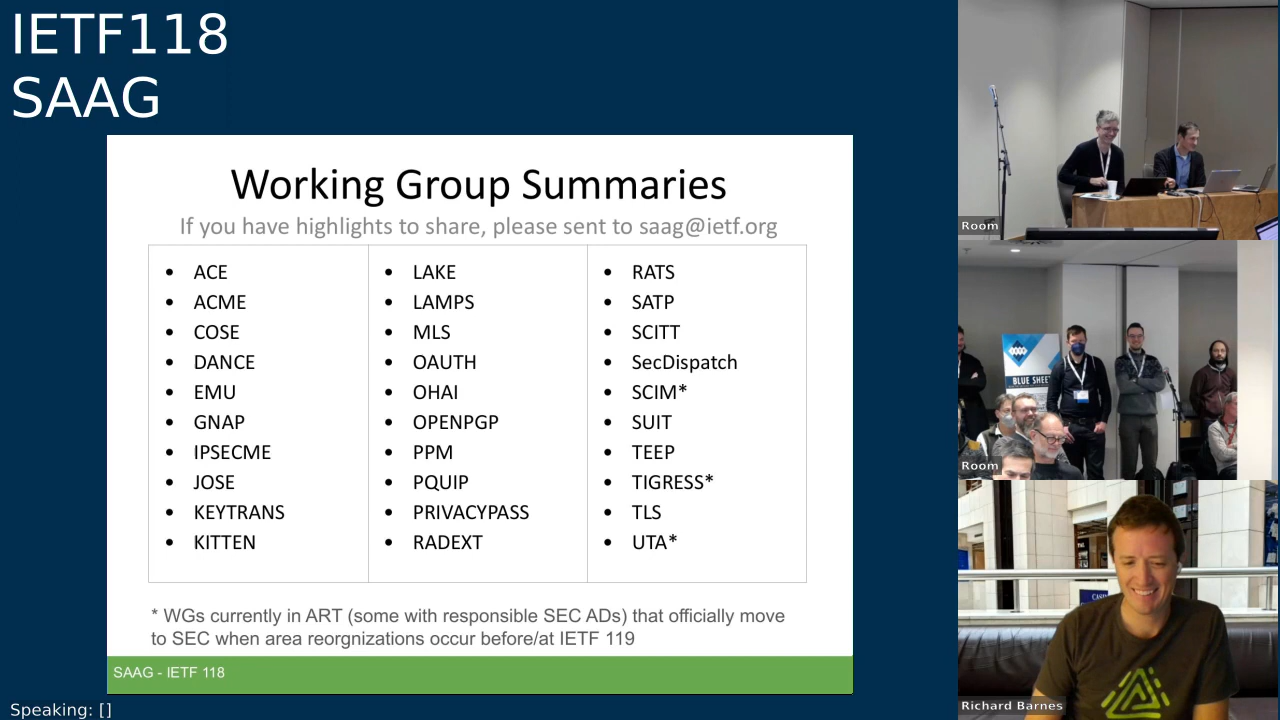 IETF118
SAAG
Working Group Summaries
If you have highlights to share, please sent to saag@ietf.org
• ACE
• ACME
• COSE
• DANCE
• EMU
• GNAP
• IPSECME
• JOSE
• KEYTRANS
• KITTEN
• LAKE
• LAMPS
• MLS
• OAUTH
• OHAI
• OPENPGP
• PPM
• PQUIP
• PRIVACYPASS
• RADEXT
• RATS
• SATP
• SCITT
• SecDispatch
• SCIM*
• SUIT
• TEEP
• TIGRESS*
• TLS
• UTA*
* WGs currently in ART (some with responsible SEC ADs) that officially move
to SEC when area reorgnizations occur before/at IETF 119
SAAG - IETF 118
Speaking: []
Room
BLUE SHEE
Room
Richard Barnes